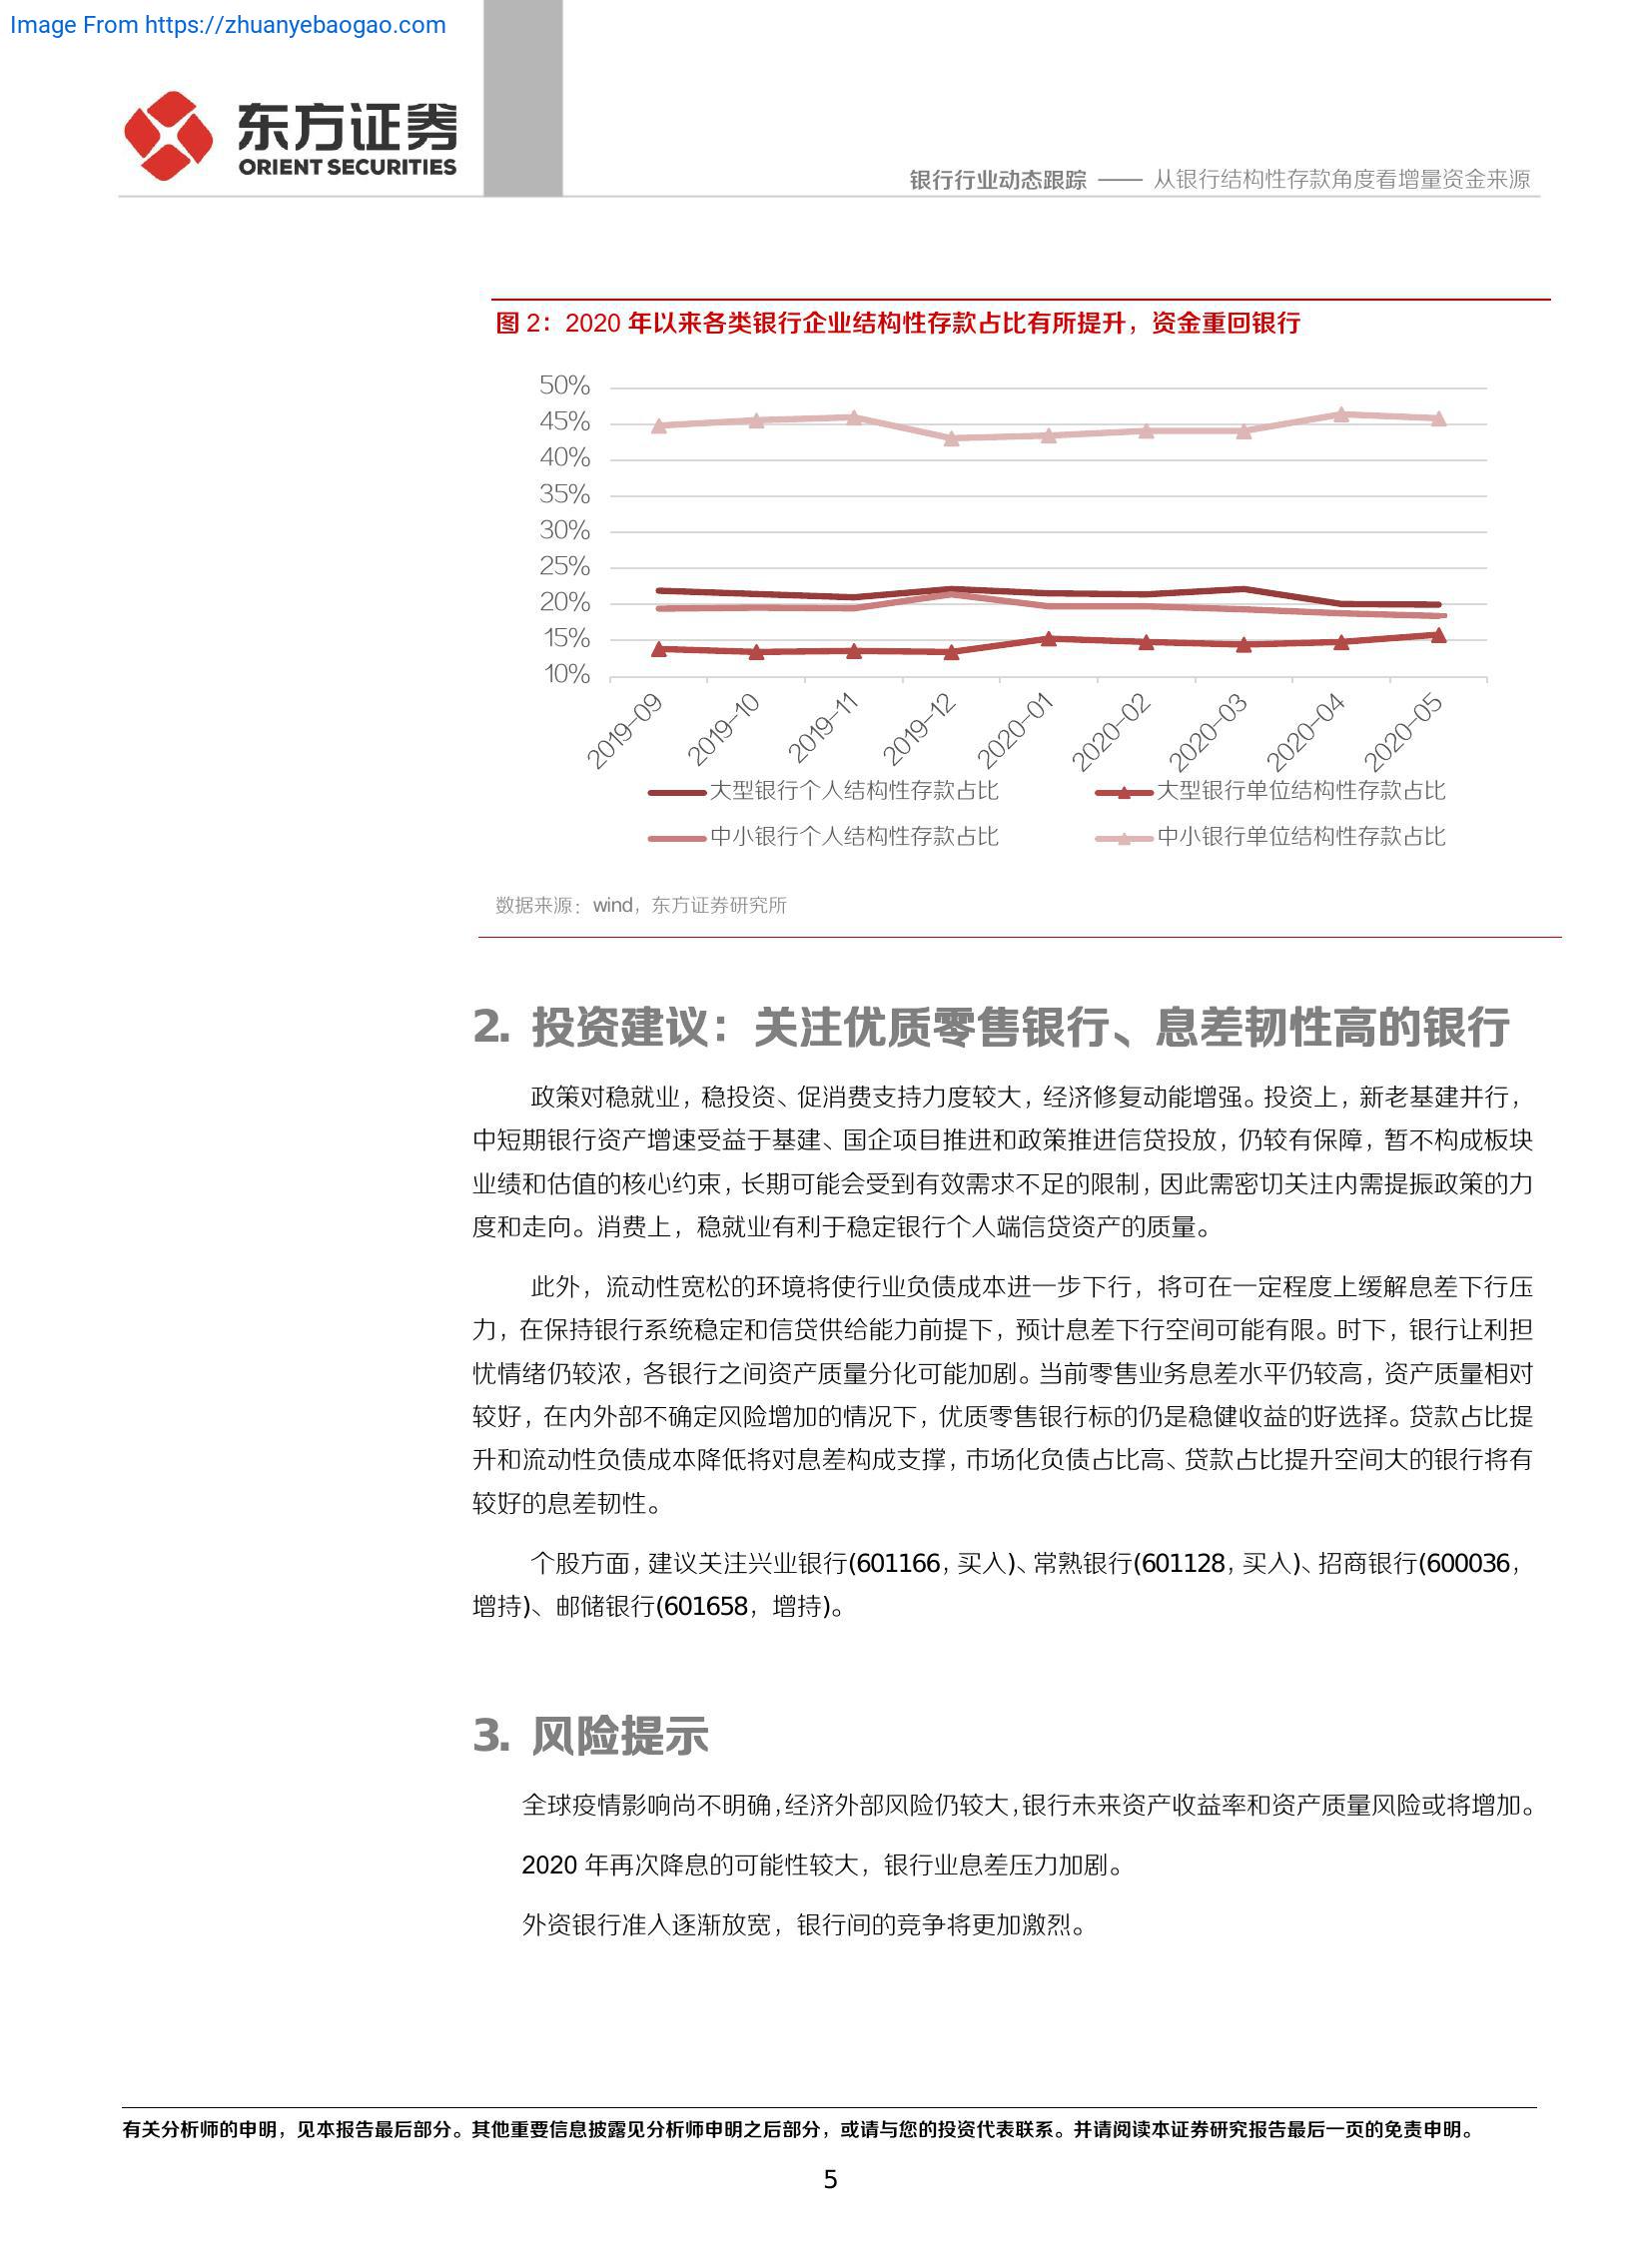 Image From https://zhuanyebaogao.com
东方证券
ORIENT SECURITIES
银行行业动态跟踪 —— 从银行结构性存款角度看增量资金来源
图 2：2020 年以来各类银行企业结构性存款占比有所提升，资金重回银行
50%
45%
40%
35%
30%
25%
20%
15%
10%
2019-09 2019-10 2019-11 2019-12 2020-01 2020-02 2020-03 2020-04 2020-05
大型银行个人结构性存款占比 大型银行单位结构性存款占比
中小银行个人结构性存款占比 中小银行单位结构性存款占比
数据来源：wind，东方证券研究所
2. 投资建议：关注优质零售银行、息差韧性高的银行
政策对稳就业，稳投资、促消费支持力度较大，经济修复动能增强。投资上，新老基建并行，
中短期银行资产增速受益于基建、国企项目推进和政策推进信贷投放，仍较有保障，暂不构成板块
业绩和估值的核心约束，长期可能会受到有效需求不足的限制，因此需密切关注内需提振政策的力
度和走向。消费上，稳就业有利于稳定银行个人端信贷资产的质量。
此外，流动性宽松的环境将使行业负债成本进一步下行，将可在一定程度上缓解息差下行压
力，在保持银行系统稳定和信贷供给能力前提下，预计息差下行空间可能有限。时下，银行让利担
忧情绪仍较浓，各银行之间资产质量分化可能加剧。当前零售业务息差水平仍较高，资产质量相对
较好，在内外部不确定风险增加的情况下，优质零售银行标的仍是稳健收益的好选择。贷款占比提
升和流动性负债成本降低将对息差构成支撑，市场化负债占比高、贷款占比提升空间大的银行将有
较好的息差韧性。
个股方面，建议关注兴业银行(601166，买入)、常熟银行(601128，买入)、招商银行(600036，
增持)、邮储银行(601658，增持)。
3. 风险提示
全球疫情影响尚不明确，经济外部风险仍较大，银行未来资产收益率和资产质量风险或将增加。
2020 年再次降息的可能性较大，银行业息差压力加剧。
外资银行准入逐渐放宽，银行间的竞争将更加激烈。
有关分析师的申明，见本报告最后部分。其他重要信息披露见分析师申明之后部分，或请与您的投资代表联系。并请阅读本证券研究报告最后一页的免责申明。
5